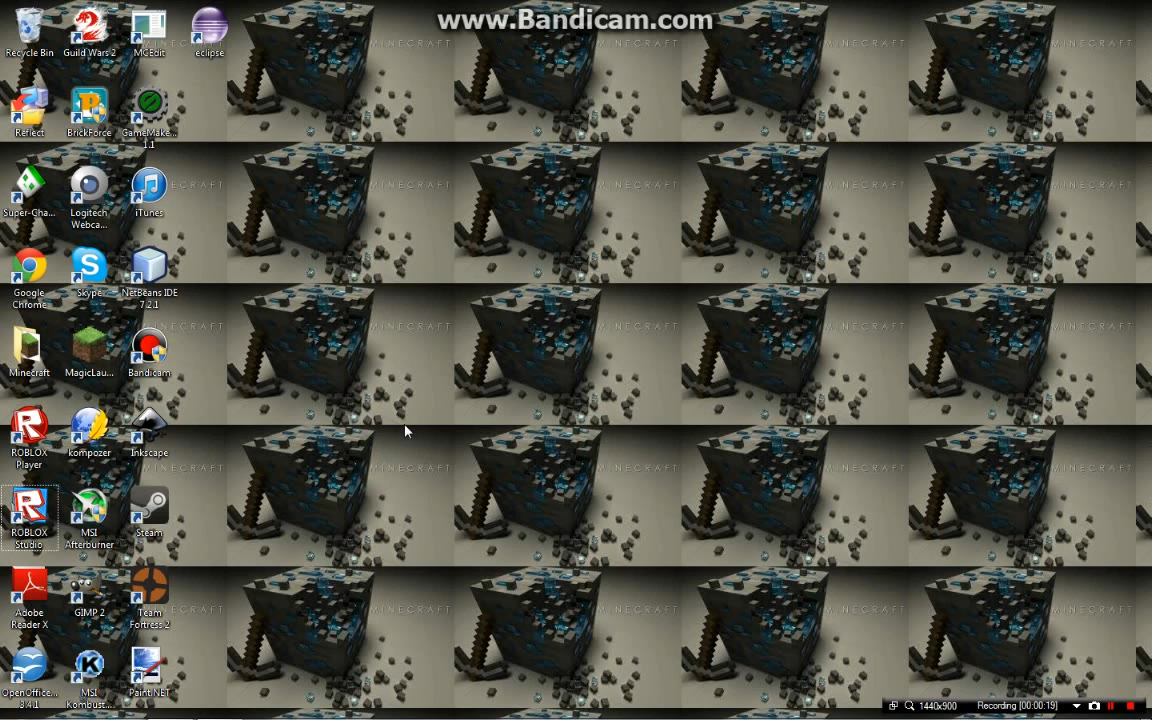 www.Bandicam.com
Recycle Bin
Guild Wars 2
MCEdit
eclipse
Reflect
BrickForce
GameMake...
1.1
Super-Cha...
Logitech
Webca...
iTunes
Google
Chrome
Skype
NetBeans IDE
7.2.1
Minecraft
MagicLau...
Bandicam
ROBLOX
Player
kompozer
Inkscape
ROBLOX
Studio
MSI
Afterburner
Steam
Adobe
Reader X
GIMP 2
Team
Fortress 2
OpenOffice...
3.4.1
MSI
Kombust...
Paint.NET
MINECRAFT
MINECRAFT
MINECRAFT
MINECRAFT
1440x900
Recording [00:00:19]